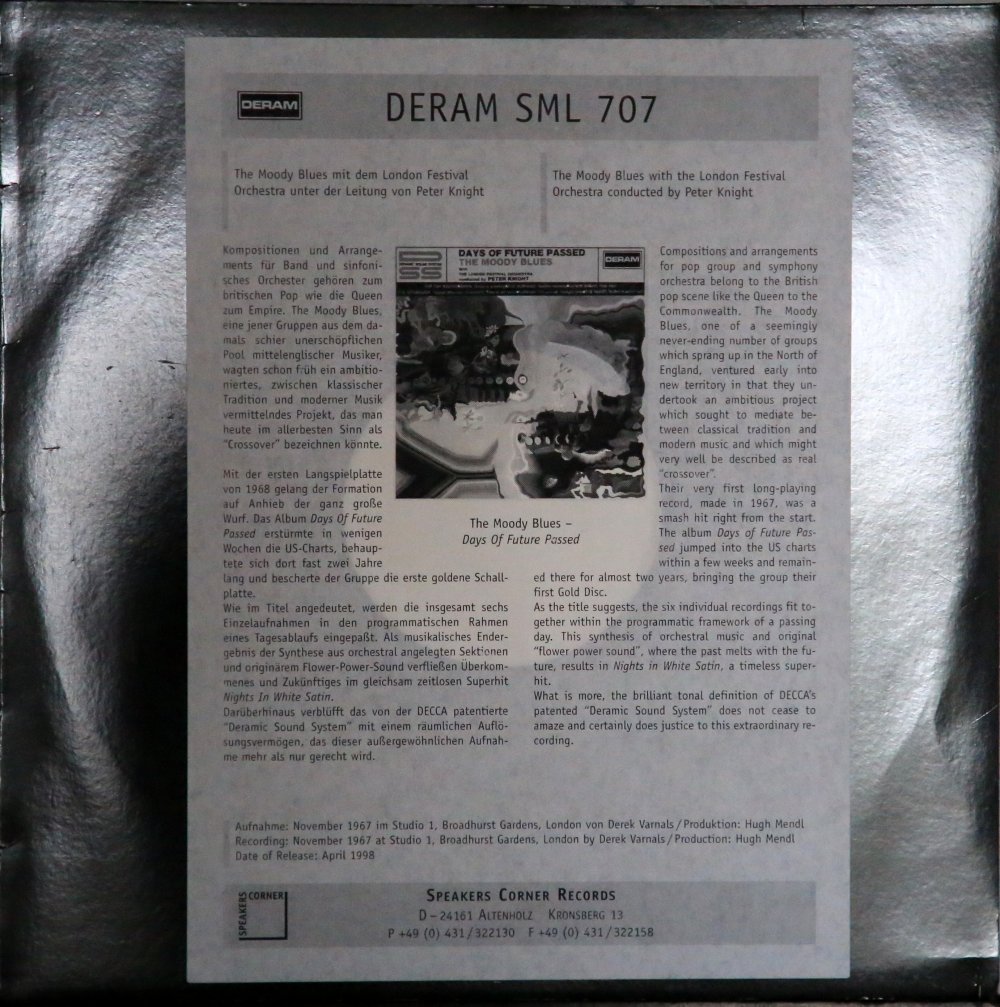 DERAM
DERAM SML 707
The Moody Blues mit dem London Festival
Orchestra unter der Leitung von Peter Knight
The Moody Blues with the London Festival
Orchestra conducted by Peter Knight
Kompositionen und Arrange-
ments für Band und sinfoni-
sches Orchester gehören zum
britischen Pop wie die Queen
zum Empire. The Moody Blues,
eine jener Gruppen aus dem da-
mals schier unerschöpflichen
Pool mittelenglischer Musiker,
wagten schon früh ein ambitio-
niertes, zwischen klassischer
Tradition und moderner Musik
vermittelndes Projekt, das man
heute im allerbesten Sinn als
"Crossover" bezeichnen könnte.
Mit der ersten Langspielplatte
von 1968 gelang der Formation
auf Anhieb der ganz große
Wurf. Das Album Days Of Future
Passed erstürmte in wenigen
Wochen die US-Charts, behaup-
tete sich dort fast zwei Jahre
lang und bescherte der Gruppe die erste goldene Schall-
platte.
Wie im Titel angedeutet, werden die insgesamt sechs
Einzelaufnahmen in den programmatischen Rahmen
eines Tagesablaufs eingepaßt. Als musikalisches Ender-
gebnis der Synthese aus orchestral angelegten Sektionen
und originärem Flower-Power-Sound verfließen Überkom-
menes und Zukünftiges im gleichsam zeitlosen Superhit
Nights In White Satin.
Darüberhinaus verblüfft das von der DECCA patentierte
"Deramic Sound System" mit einem räumlichen Auflö-
sungsvermögen, das dieser außergewöhnlichen Aufnah-
me mehr als nur gerecht wird.
DAYS OF FUTURE PASSED
THE MOODY BLUES
with
THE LONDON FESTIVAL ORCHESTRA
conducted by PETER KNIGHT
DERAM
The Moody Blues –
Days Of Future Passed
Compositions and arrangements
for pop group and symphony
orchestra belong to the British
pop scene like the Queen to the
Commonwealth. The Moody
Blues, one of a seemingly
never-ending number of groups
which sprang up in the North of
England, ventured early into
new territory in that they un-
dertook an ambitious project
which sought to mediate be-
tween classical tradition and
modern music and which might
very well be described as real
"crossover".
Their very first long-playing
record, made in 1967, was a
smash hit right from the start.
The album Days of Future Pas-
sed jumped into the US charts
within a few weeks and remain-
ed there for almost two years, bringing the group their
first Gold Disc.
As the title suggests, the six individual recordings fit to-
gether within the programmatic framework of a passing
day. This synthesis of orchestral music and original
"flower power sound", where the past melts with the fu-
ture, results in Nights in White Satin, a timeless super-
hit.
What is more, the brilliant tonal definition of DECCA's
patented "Deramic Sound System" does not cease to
amaze and certainly does justice to this extraordinary re-
cording.
Aufnahme: November 1967 im Studio 1, Broadhurst Gardens, London von Derek Varnals / Produktion: Hugh Mendl
Recording: November 1967 at Studio 1, Broadhurst Gardens, London by Derek Varnals / Production: Hugh Mendl
Date of Release: April 1998
SPEAKERS CORNER
SPEAKERS CORNER RECORDS
D – 24161 ALTENHOLZ KRONSBERG 13
P +49 (0) 431/322130 F +49 (0) 431/322158